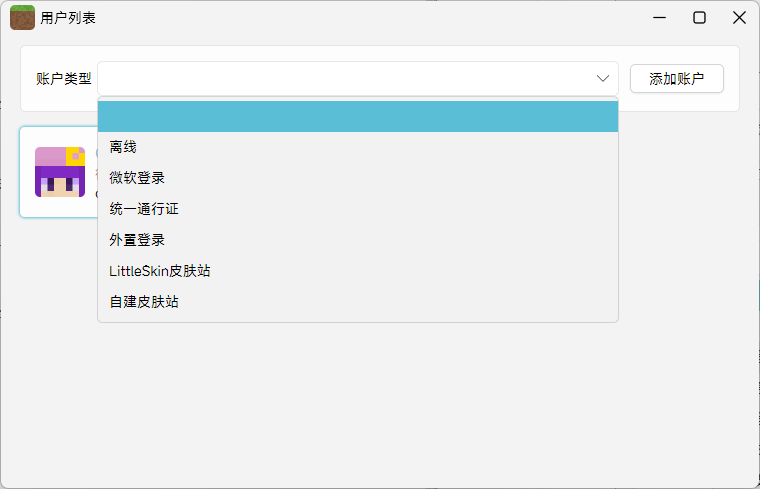 用户列表
账户类型
添加账户
离线
微软登录
统一通行证
外置登录
LittleSkin皮肤站
自建皮肤站